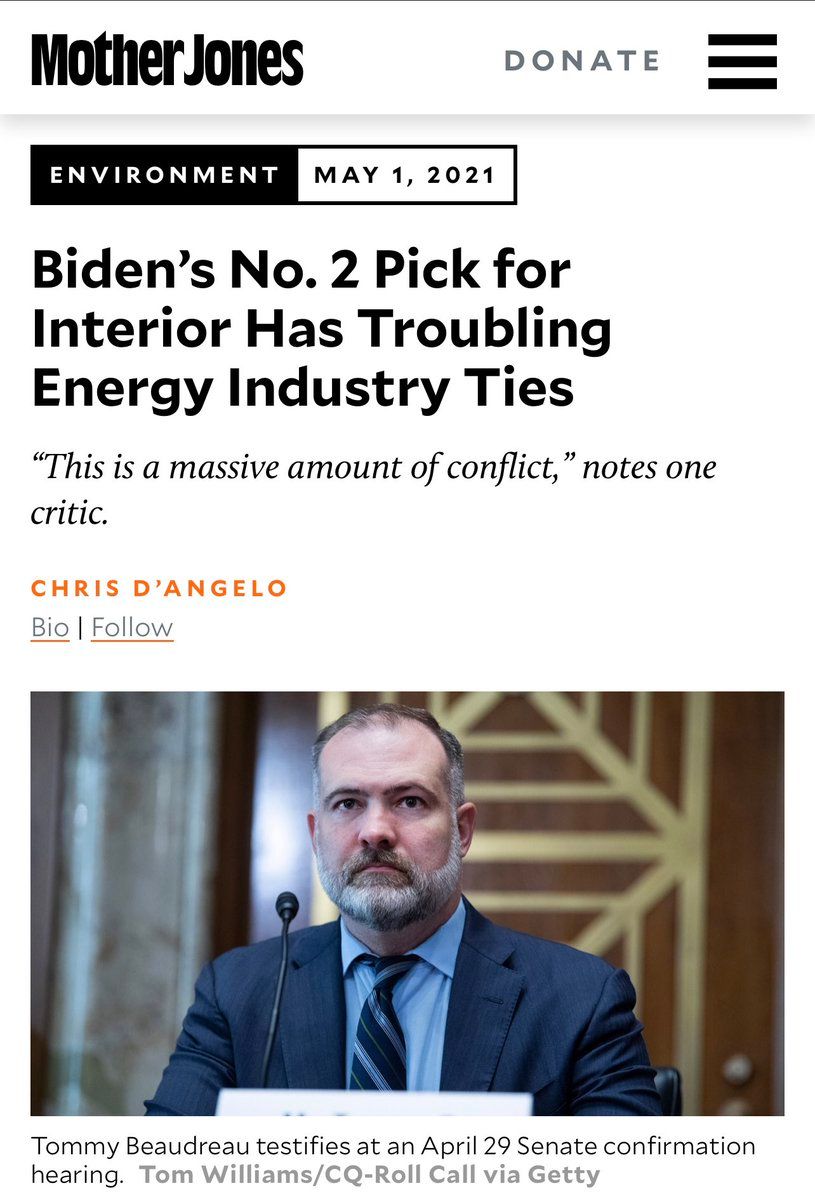 Mother Jones
DONATE
ENVIRONMENT
MAY 1, 2021
Biden’s No. 2 Pick for
Interior Has Troubling
Energy Industry Ties
“This is a massive amount of conflict,” notes one
critic.
CHRIS D’ANGELO
Bio | Follow
Tommy Beaudreau testifies at an April 29 Senate confirmation
hearing. Tom Williams/CQ-Roll Call via Getty